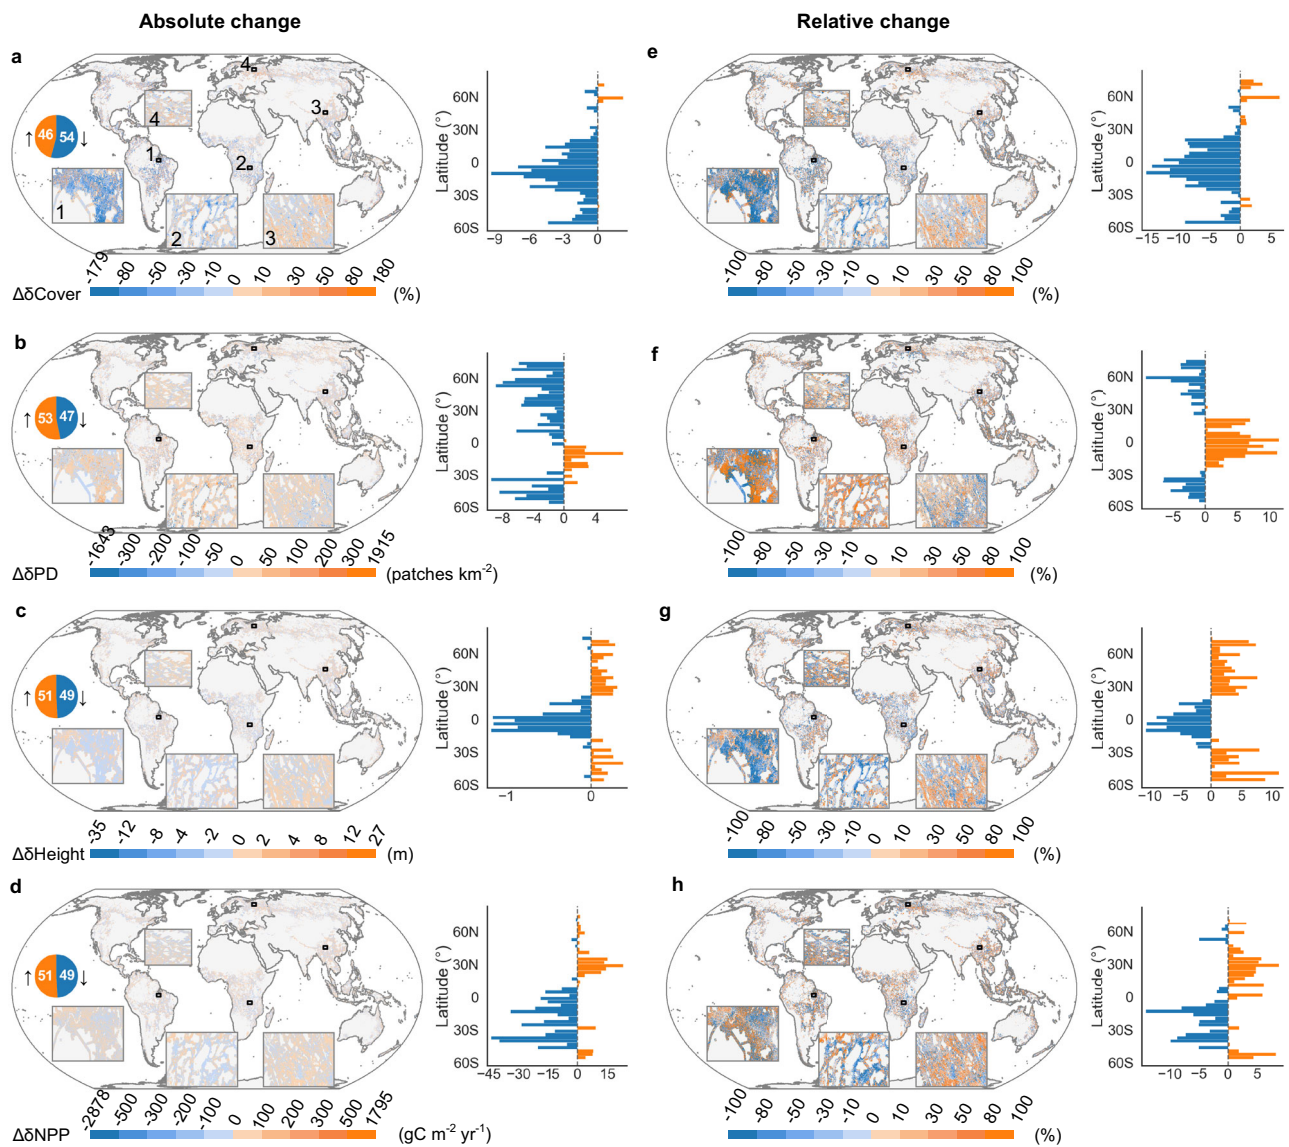 Absolute change
Relative change
a
4
3
4
1
2
↑ 46 54 ↓
1
2
3
Latitude (°)
60N
30N
0
30S
60S
−9 −6 −3 0
-179 -80 -50 -30 -10 0 10 30 50 80 180
ΔδCover (%)
e
Latitude (°)
60N
30N
0
30S
60S
−15 −10 −5 0 5
-100 -80 -50 -30 -10 0 10 30 50 80 100
(%)
b
↑ 53 47 ↓
Latitude (°)
60N
30N
0
30S
60S
−8 −4 0 4
-1643 -300 -200 -100 -50 0 50 100 200 300 1915
ΔδPD (patches km-2)
f
Latitude (°)
60N
30N
0
30S
60S
−5 0 5 10
-100 -80 -50 -30 -10 0 10 30 50 80 100
(%)
c
↑ 51 49 ↓
Latitude (°)
60N
30N
0
30S
60S
−1 0
-35 -12 -8 -4 -2 0 2 4 8 12 27
ΔδHeight (m)
g
Latitude (°)
60N
30N
0
30S
60S
−10 −5 0 5 10
-100 -80 -50 -30 -10 0 10 30 50 80 100
(%)
d
↑ 51 49 ↓
Latitude (°)
60N
30N
0
30S
60S
−45 −30 −15 0 15
-2878 -500 -300 -200 -100 0 100 200 300 500 1795
ΔδNPP (gC m-2 yr-1)
h
Latitude (°)
60N
30N
0
30S
60S
−10 −5 0 5
-100 -80 -50 -30 -10 0 10 30 50 80 100
(%)